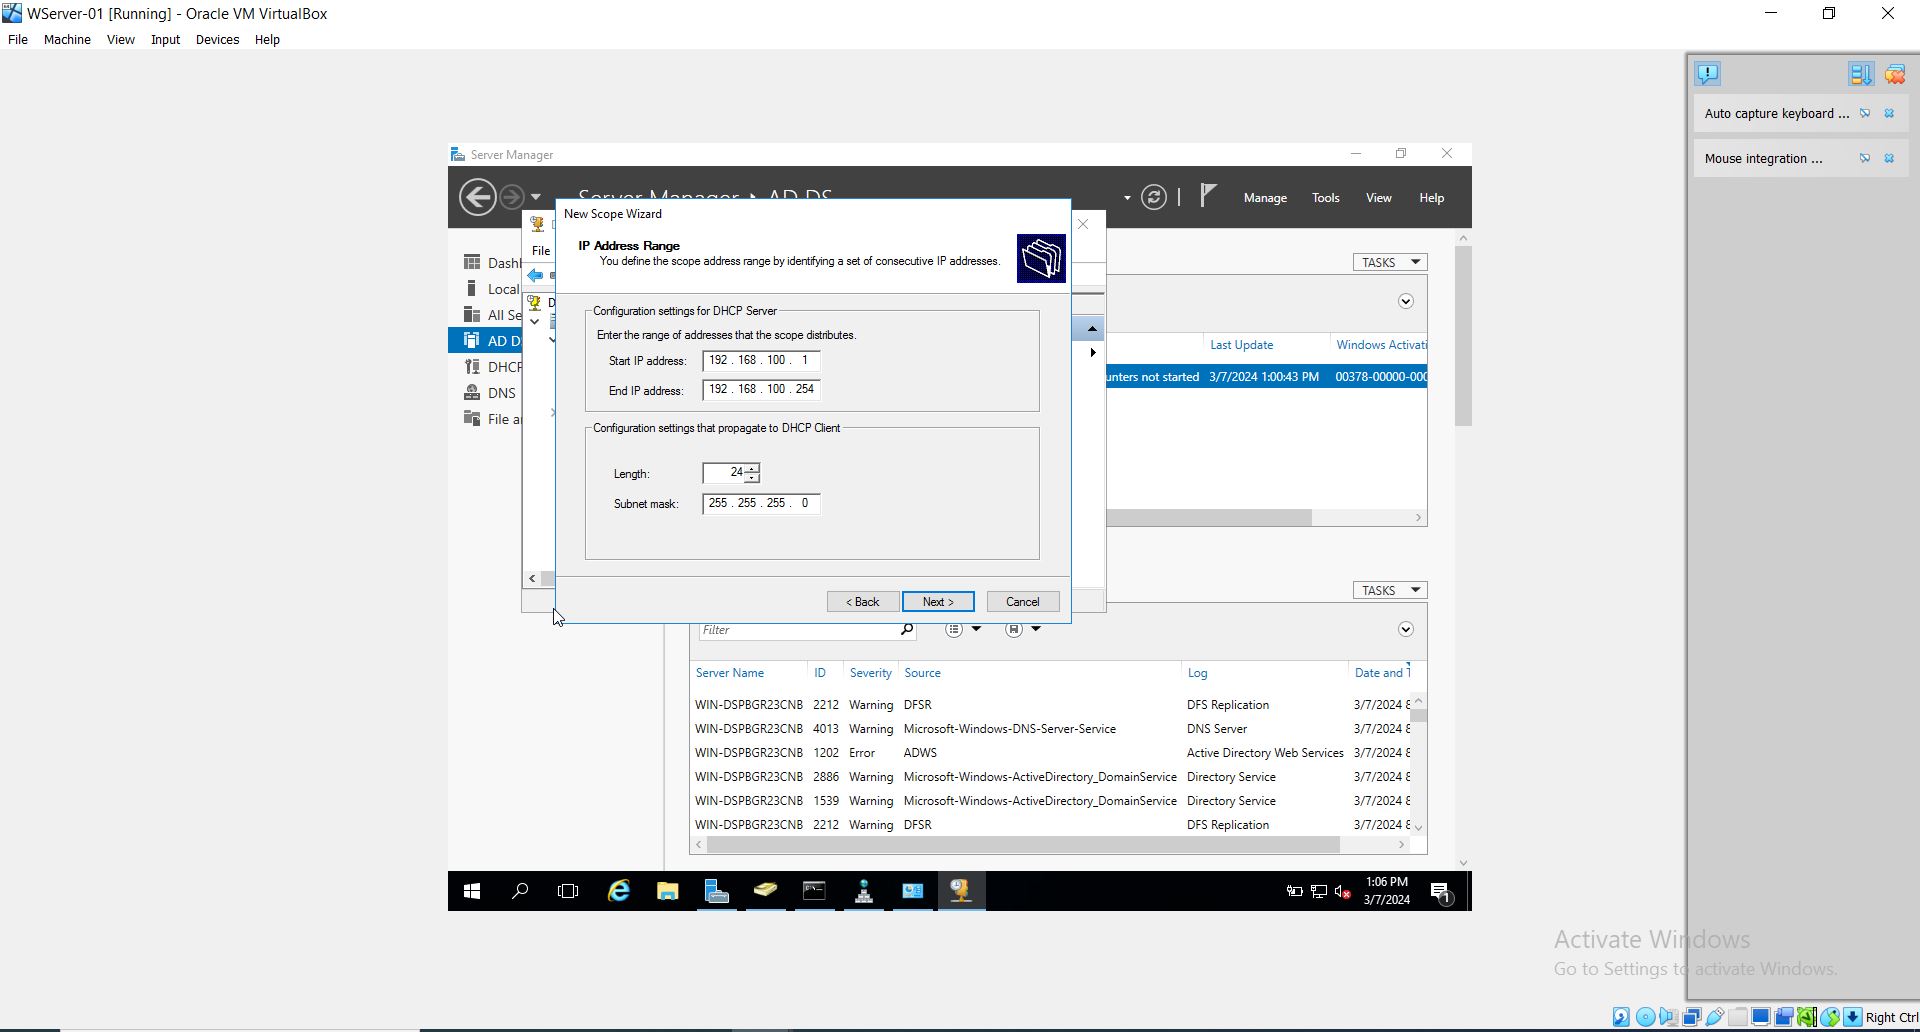 WServer-01 [Running] - Oracle VM VirtualBox
File Machine View Input Devices Help
Auto capture keyboard ...
Mouse integration ...
Server Manager
Manage Tools View Help
New Scope Wizard
IP Address Range
You define the scope address range by identifying a set of consecutive IP addresses.
File
Dash
Local
All Se
AD D
DHCP
DNS
File a
TASKS
Configuration settings for DHCP Server
Enter the range of addresses that the scope distributes.
Start IP address: 192 . 168 . 100 . 1
End IP address: 192 . 168 . 100 . 254
Configuration settings that propagate to DHCP Client
Length: 24
Subnet mask: 255 . 255 . 255 . 0
< Back Next > Cancel
Last Update Windows Activati
unters not started 3/7/2024 1:00:43 PM 00378-00000-000
TASKS
Filter
Server Name ID Severity Source Log Date and T
WIN-DSPBGR23CNB 2212 Warning DFSR DFS Replication 3/7/2024 8
WIN-DSPBGR23CNB 4013 Warning Microsoft-Windows-DNS-Server-Service DNS Server 3/7/2024 8
WIN-DSPBGR23CNB 1202 Error ADWS Active Directory Web Services 3/7/2024 8
WIN-DSPBGR23CNB 2886 Warning Microsoft-Windows-ActiveDirectory_DomainService Directory Service 3/7/2024 8
WIN-DSPBGR23CNB 1539 Warning Microsoft-Windows-ActiveDirectory_DomainService Directory Service 3/7/2024 8
WIN-DSPBGR23CNB 2212 Warning DFSR DFS Replication 3/7/2024 8
1:06 PM
3/7/2024
1
Activate Windows
Go to Settings to activate Windows.
Right Ctrl